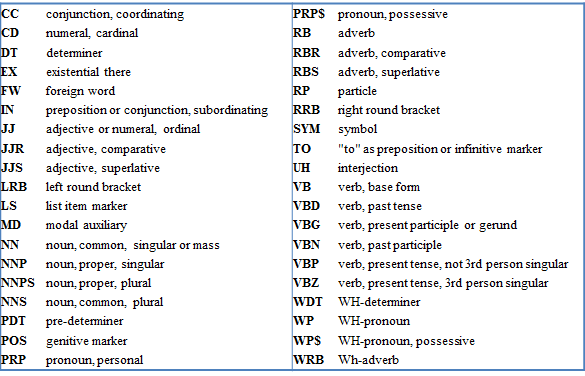 CC conjunction, coordinating
CD numeral, cardinal
DT determiner
EX existential there
FW foreign word
IN preposition or conjunction, subordinating
JJ adjective or numeral, ordinal
JJR adjective, comparative
JJS adjective, superlative
LRB left round bracket
LS list item marker
MD modal auxiliary
NN noun, common, singular or mass
NNP noun, proper, singular
NNPS noun, proper, plural
NNS noun, common, plural
PDT pre-determiner
POS genitive marker
PRP pronoun, personal
PRP$ pronoun, possessive
RB adverb
RBR adverb, comparative
RBS adverb, superlative
RP particle
RRB right round bracket
SYM symbol
TO "to" as preposition or infinitive marker
UH interjection
VB verb, base form
VBD verb, past tense
VBG verb, present participle or gerund
VBN verb, past participle
VBP verb, present tense, not 3rd person singular
VBZ verb, present tense, 3rd person singular
WDT WH-determiner
WP WH-pronoun
WP$ WH-pronoun, possessive
WRB Wh-adverb